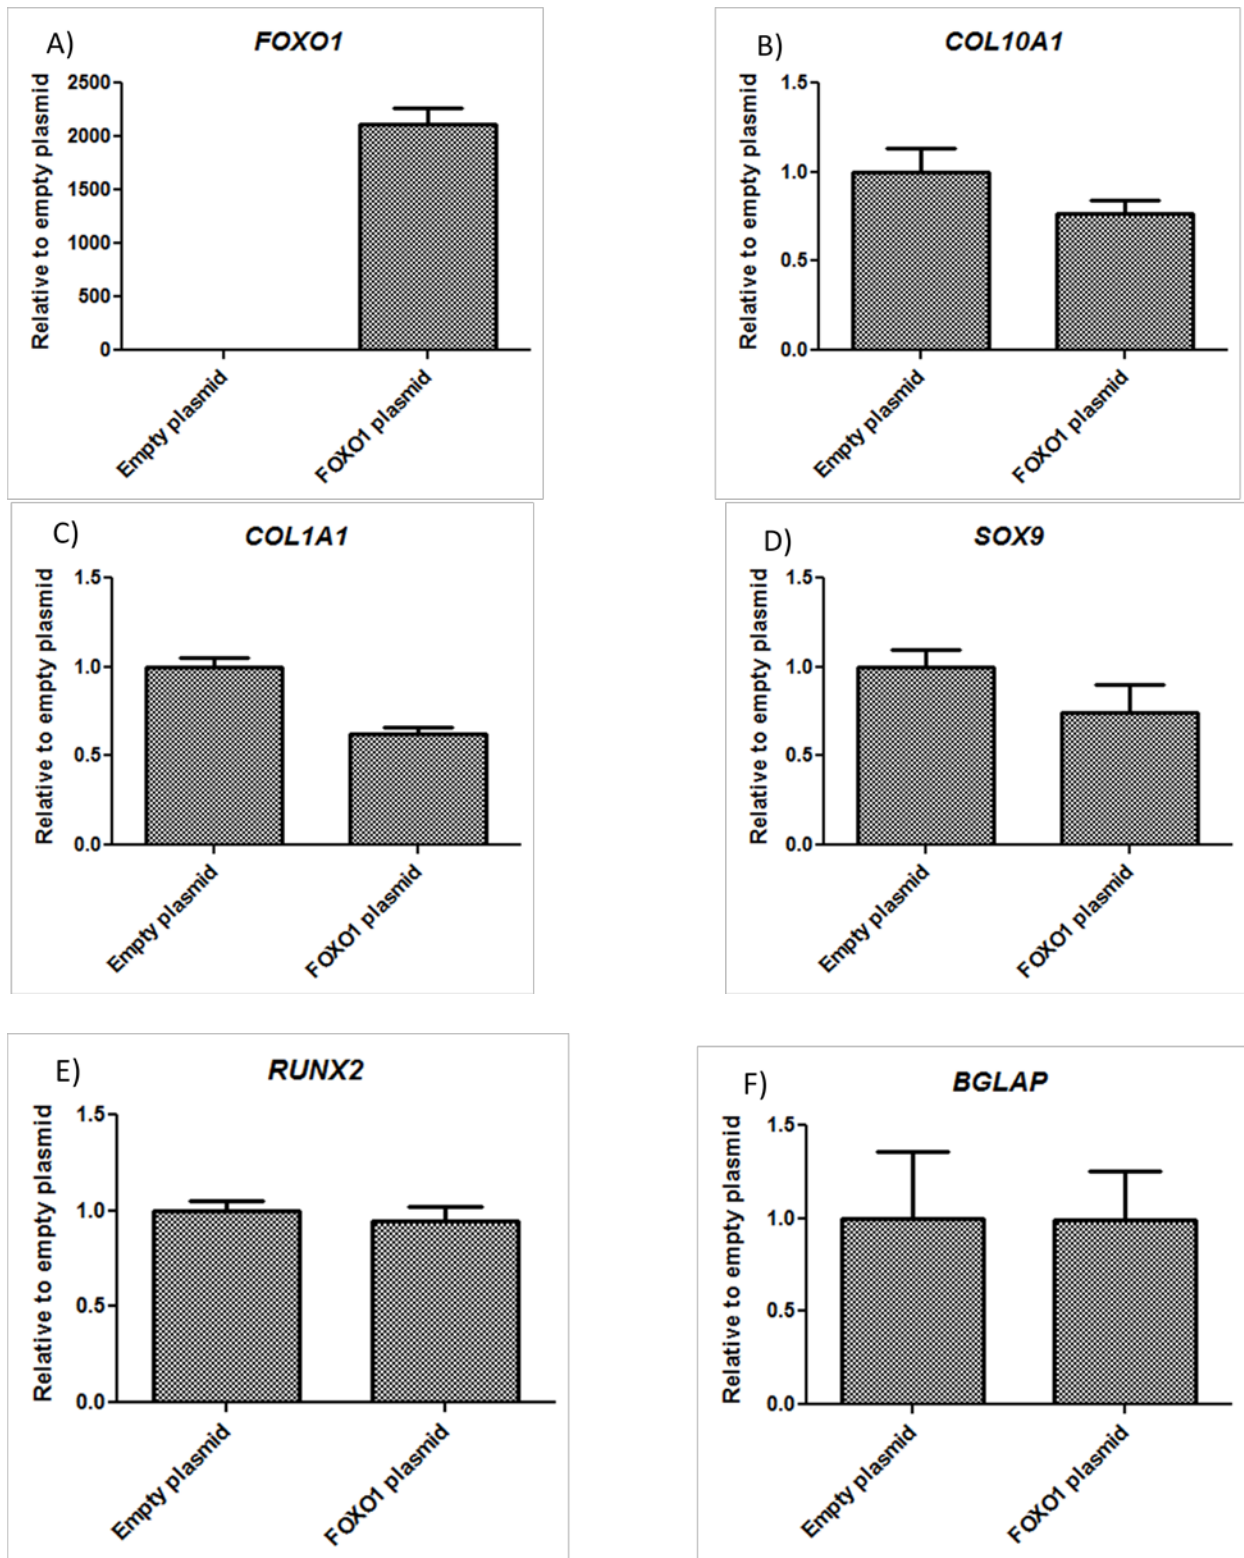 A)
FOXO1
Relative to empty plasmid
2500
2000
1500
1000
500
0
Empty plasmid
FOXO1 plasmid
B)
COL10A1
Relative to empty plasmid
1.5
1.0
0.5
0.0
Empty plasmid
FOXO1 plasmid
C)
COL1A1
Relative to empty plasmid
1.5
1.0
0.5
0.0
Empty plasmid
FOXO1 plasmid
D)
SOX9
Relative to empty plasmid
1.5
1.0
0.5
0.0
Empty plasmid
FOXO1 plasmid
E)
RUNX2
Relative to empty plasmid
1.5
1.0
0.5
0.0
Empty plasmid
FOXO1 plasmid
F)
BGLAP
Relative to empty plasmid
1.5
1.0
0.5
0.0
Empty plasmid
FOXO1 plasmid